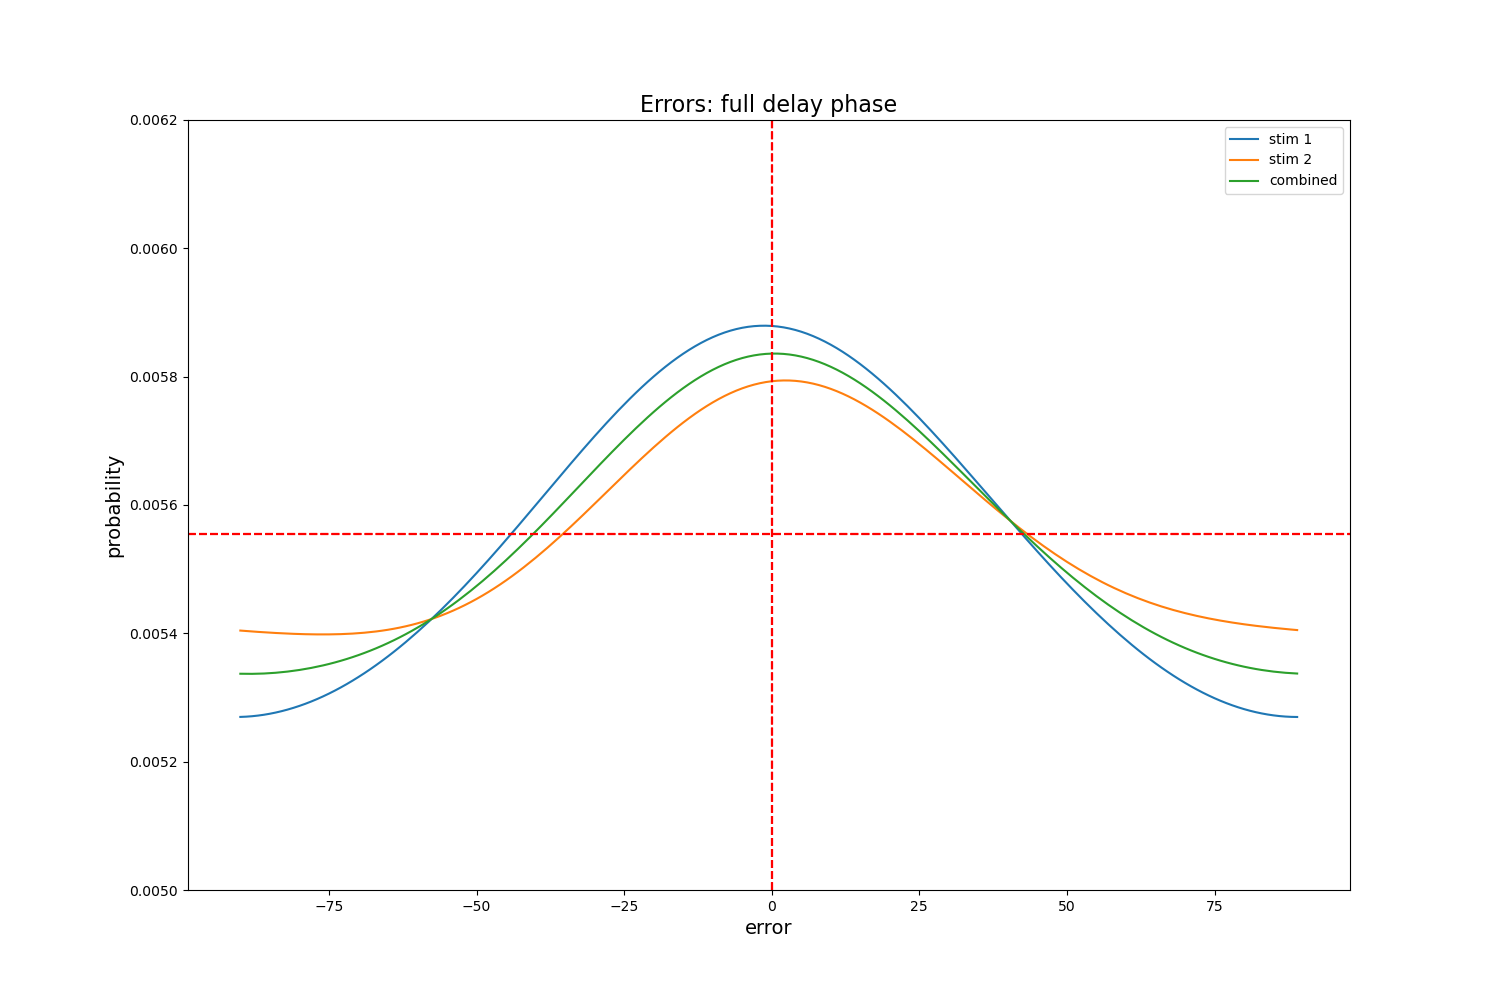 Errors: full delay phase
0.0062
0.0060
0.0058
0.0056
0.0054
0.0052
0.0050
probability
stim 1
stim 2
combined
−75 −50 −25 0 25 50 75
error